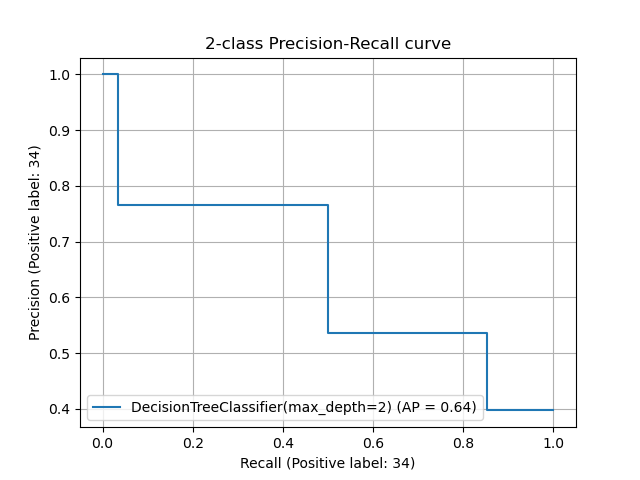 2-class Precision-Recall curve
Precision (Positive label: 34)
1.0
0.9
0.8
0.7
0.6
0.5
0.4
DecisionTreeClassifier(max_depth=2) (AP = 0.64)
0.0 0.2 0.4 0.6 0.8 1.0
Recall (Positive label: 34)